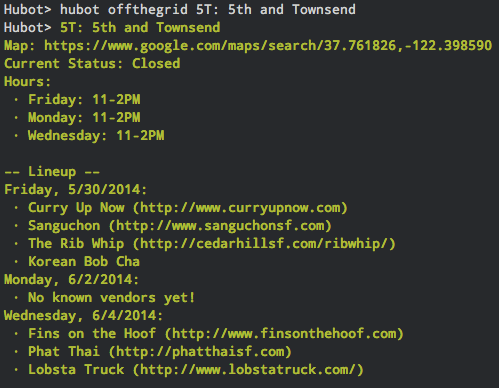 Hubot> hubot offthegrid 5T: 5th and Townsend
Hubot> 5T: 5th and Townsend
Map: https://www.google.com/maps/search/37.761826,-122.398590
Current Status: Closed
Hours:
· Friday: 11-2PM
· Monday: 11-2PM
· Wednesday: 11-2PM
-- Lineup --
Friday, 5/30/2014:
· Curry Up Now (http://www.curryupnow.com)
· Sanguchon (http://www.sanguchonsf.com)
· The Rib Whip (http://cedarhillsf.com/ribwhip/)
· Korean Bob Cha
Monday, 6/2/2014:
· No known vendors yet!
Wednesday, 6/4/2014:
· Fins on the Hoof (http://www.finsonthehoof.com)
· Phat Thai (http://phatthaisf.com)
· Lobsta Truck (http://www.lobstatruck.com/)